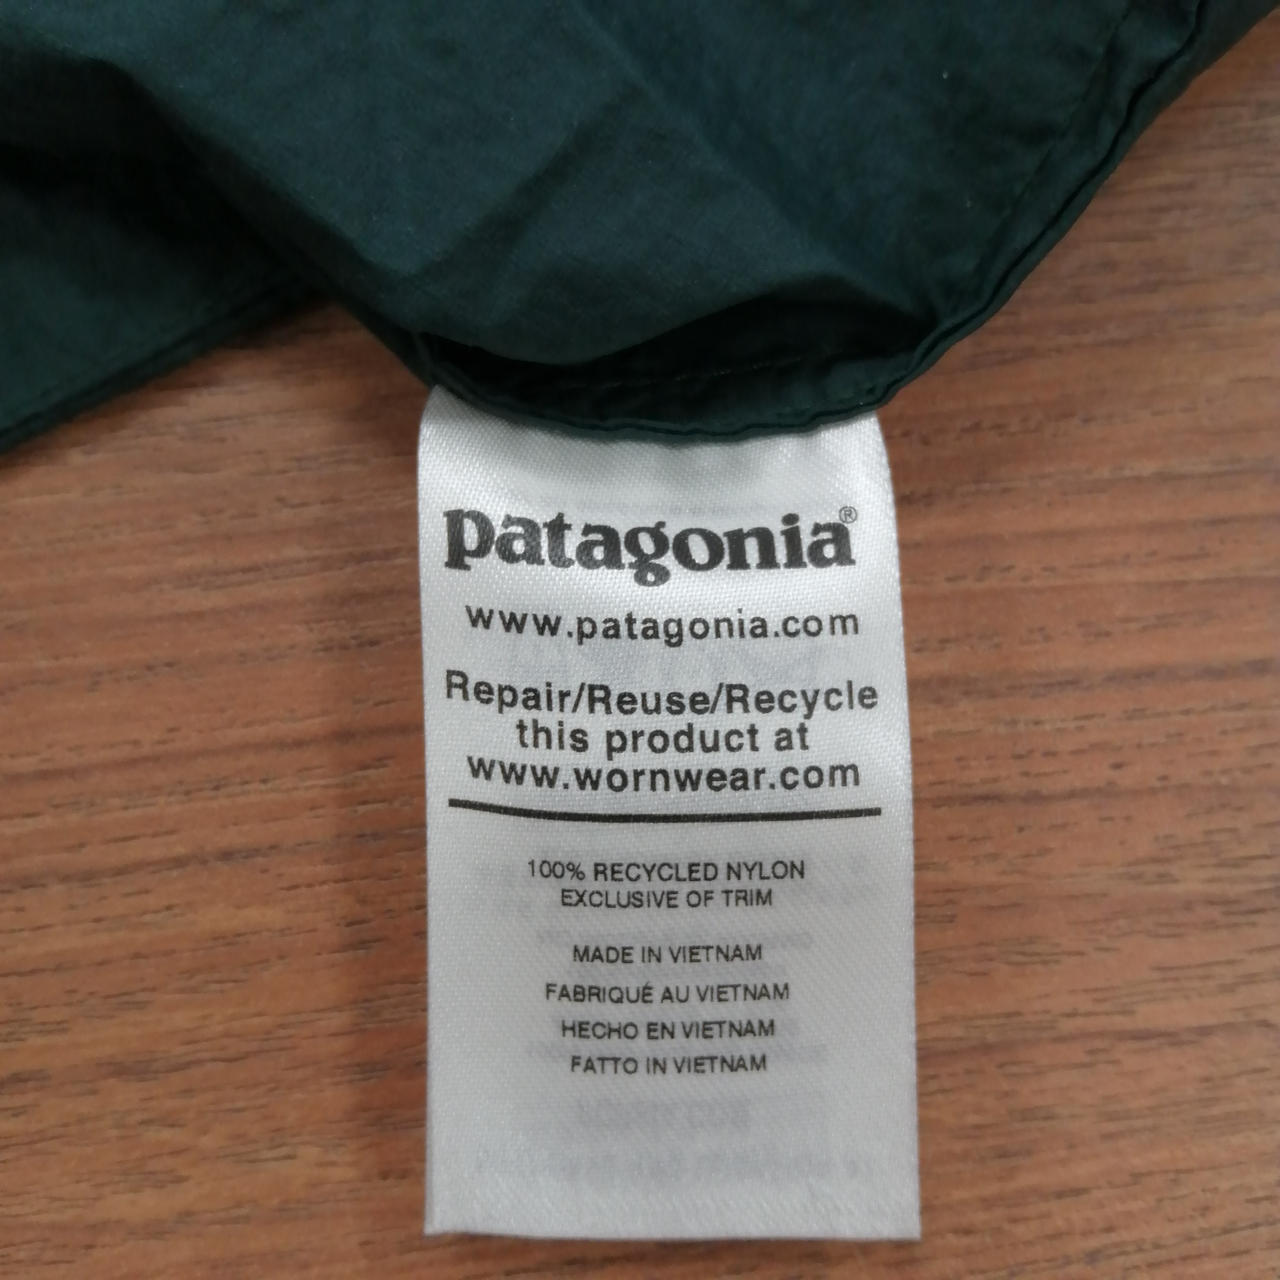 patagonia®
www.patagonia.com
Repair/Reuse/Recycle
this product at
www.wornwear.com
100% RECYCLED NYLON
EXCLUSIVE OF TRIM
MADE IN VIETNAM
FABRIQUÉ AU VIETNAM
HECHO EN VIETNAM
FATTO IN VIETNAM